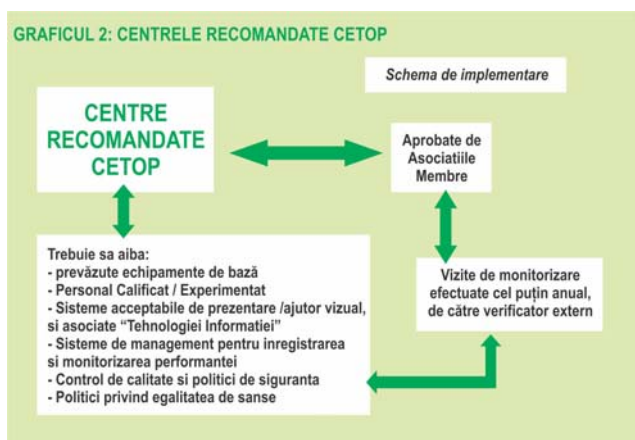 GRAFICUL 2: CENTRELE RECOMANDATE CETOP
Schema de implementare
CENTRE
RECOMANDATE
CETOP
Aprobate de
Asociatiile
Membre
Trebuie sa aiba:
- prevăzute echipamente de bază
- Personal Calificat / Experimentat
- Sisteme acceptabile de prezentare /ajutor vizual,
si asociate “Tehnologiei Informatiei”
- Sisteme de management pentru inregistrarea
si monitorizarea performantei
- Control de calitate si politici de siguranta
- Politici privind egalitatea de sanse
Vizite de monitorizare
efectuate cel puțin anual,
de către verificator extern